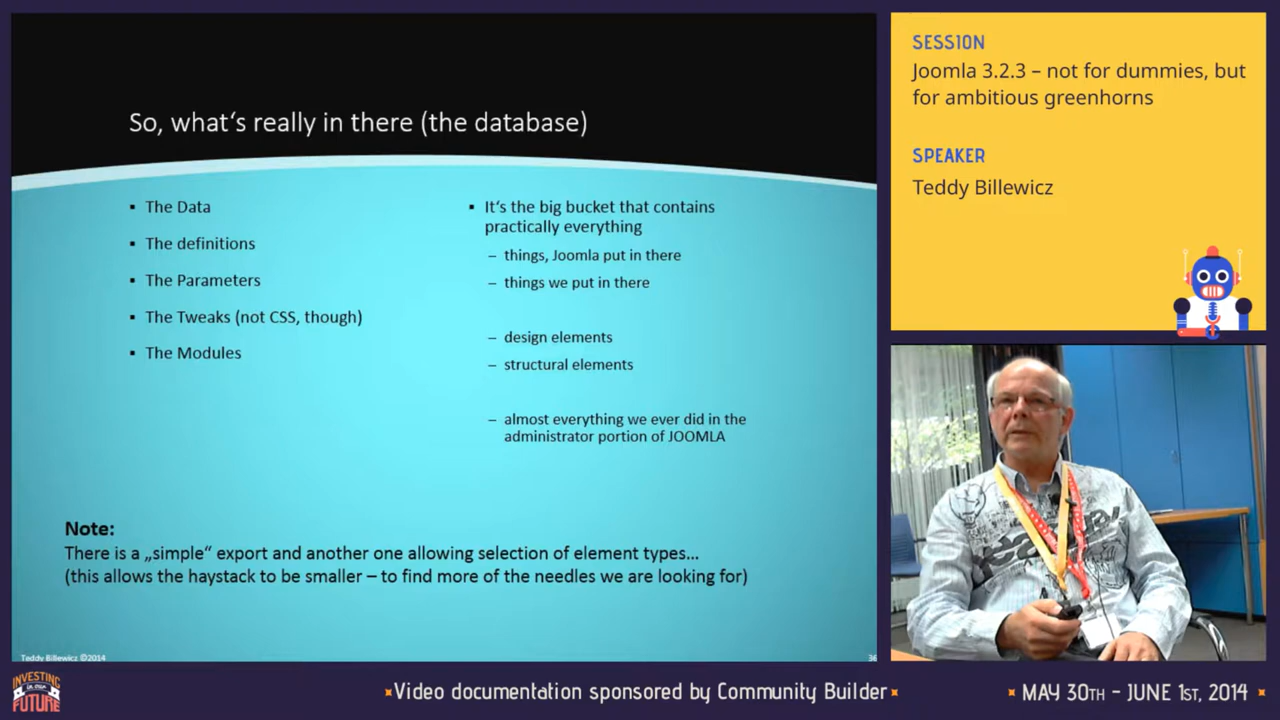 So, what‘s really in there (the database)
▪ The Data
▪ The definitions
▪ The Parameters
▪ The Tweaks (not CSS, though)
▪ The Modules
▪ It‘s the big bucket that contains
practically everything
– things, Joomla put in there
– things we put in there
– design elements
– structural elements
– almost everything we ever did in the
administrator portion of JOOMLA
Note:
There is a „simple“ export and another one allowing selection of element types...
(this allows the haystack to be smaller – to find more of the needles we are looking for)
Teddy Billewicz ©2014
36
SESSION
Joomla 3.2.3 – not for dummies, but
for ambitious greenhorns
SPEAKER
Teddy Billewicz
INVESTING
IN OUR
FUTURE
Video documentation sponsored by Community Builder
MAY 30TH - JUNE 1ST, 2014